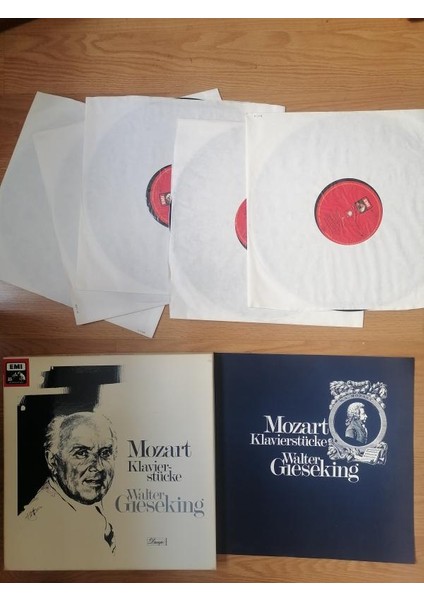 EMI
Mozart
Klavier-
stücke
Walter
Gieseking
Mozart
Klavierstücke
Walter
Gieseking